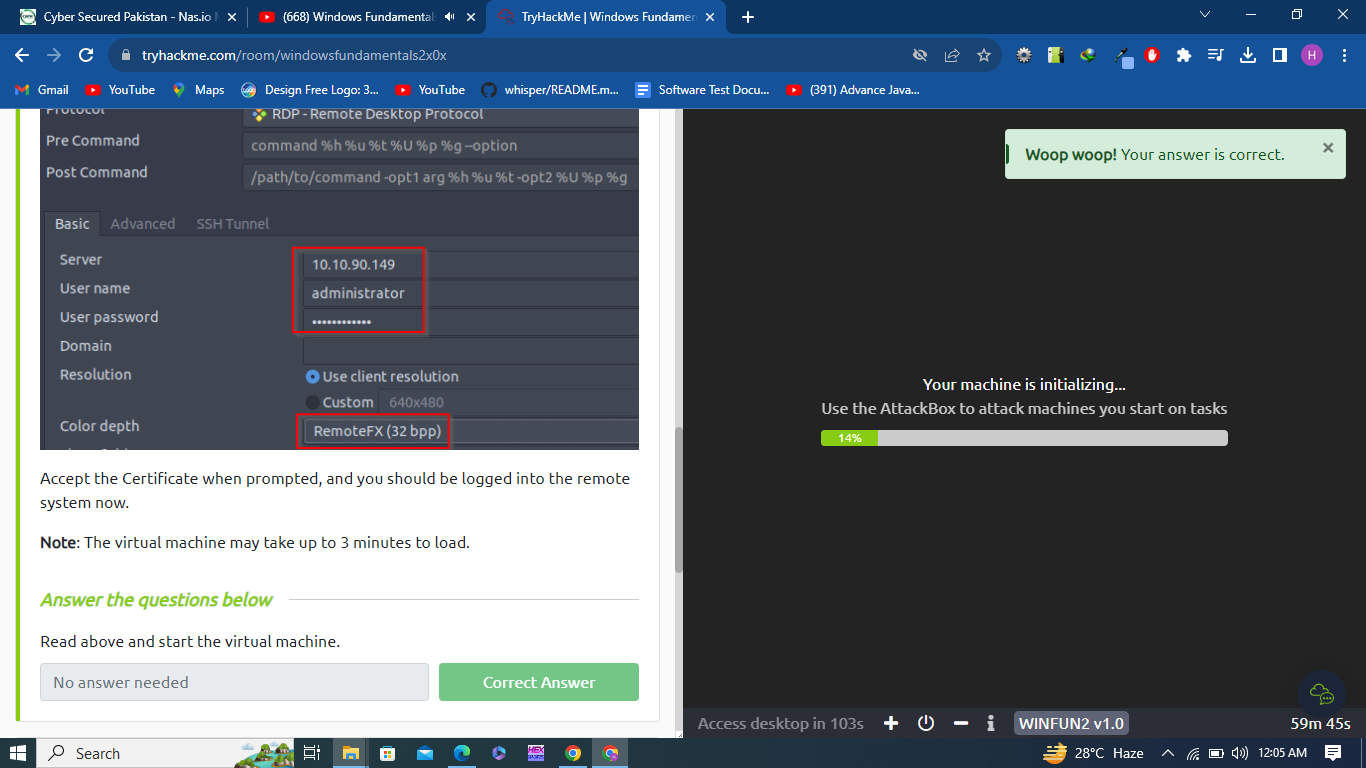 Cyber Secured Pakistan - Nas.io
(668) Windows Fundamentals
TryHackMe | Windows Fundamen
tryhackme.com/room/windowsfundamentals2x0x
H
Gmail
YouTube
Maps
Design Free Logo: 3...
YouTube
whisper/README.m...
Software Test Docu...
(391) Advance Java...
Protocol
RDP - Remote Desktop Protocol
Pre Command
command %h %u %t %U %p %g --option
Post Command
/path/to/command -opt1 arg %h %u %t -opt2 %U %p %g
Basic Advanced SSH Tunnel
Server
10.10.90.149
User name
administrator
User password
••••••••••••
Domain
Resolution
Use client resolution
Custom 640x480
Color depth
RemoteFX (32 bpp)
Accept the Certificate when prompted, and you should be logged into the remote
system now.
Note: The virtual machine may take up to 3 minutes to load.
Answer the questions below
Read above and start the virtual machine.
No answer needed
Correct Answer
Woop woop! Your answer is correct.
Your machine is initializing...
Use the AttackBox to attack machines you start on tasks
14%
Access desktop in 103s
WINFUN2 v1.0
59m 45s
Search
28°C Haze
12:05 AM